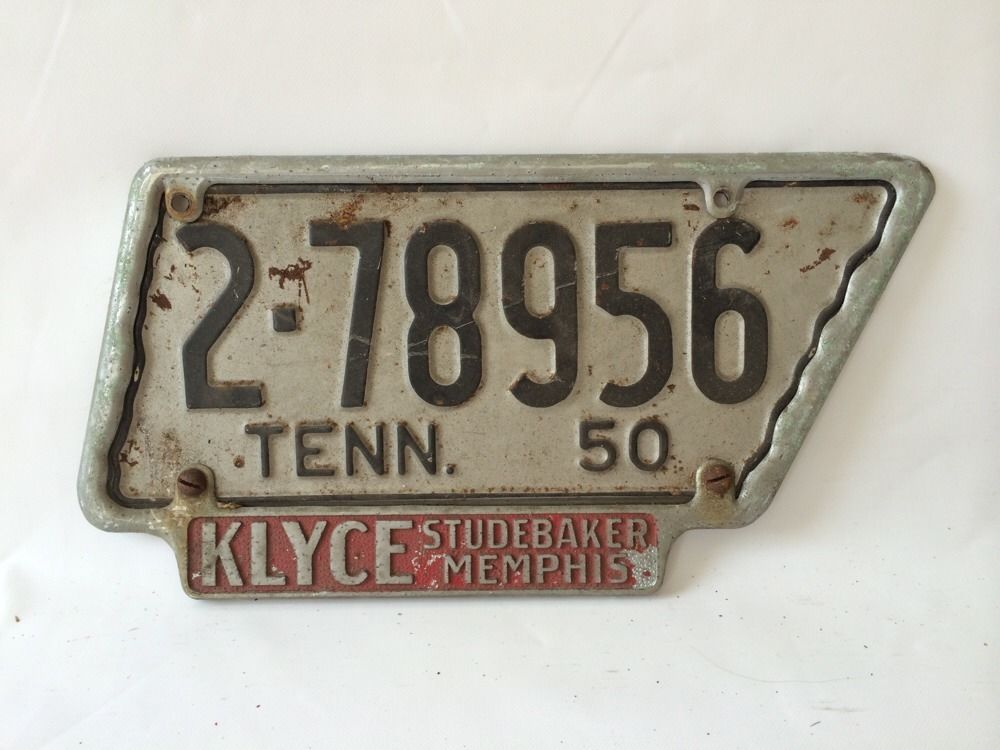 2·78956
TENN. 50
KLYCE STUDEBAKER
MEMPHIS